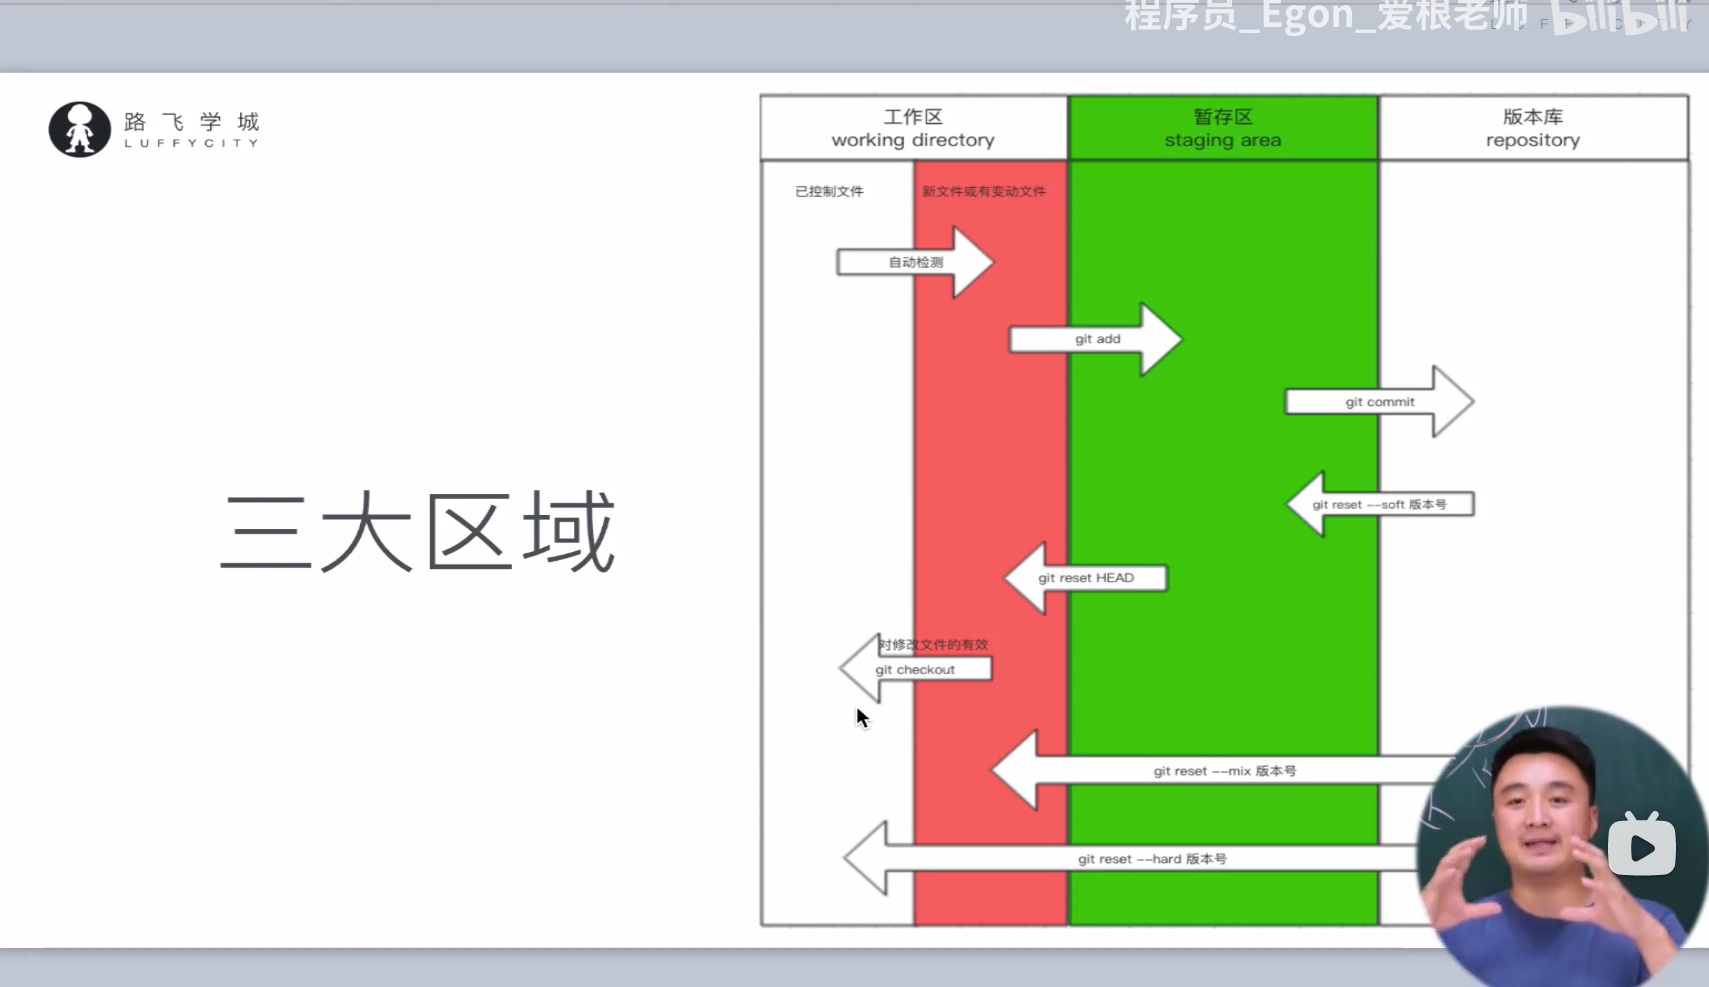 程序员_Egon_爱根老师 bilibili
路飞学城
LUFFYCITY
三大区域
工作区
working directory
暂存区
staging area
版本库
repository
已控制文件
新文件或有变动文件
自动检测
git add
git commit
git reset --soft 版本号
git reset HEAD
对修改文件的有效
git checkout
git reset --mix 版本号
git reset --hard 版本号